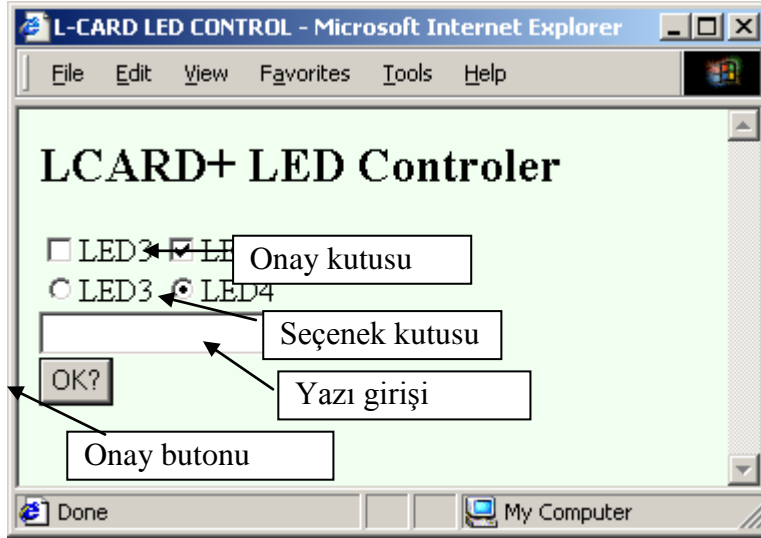 L-CARD LED CONTROL - Microsoft Internet Explorer
File Edit View Favorites Tools Help
LCARD+ LED Controler
LED3
Onay kutusu
LED3 LED4
Seçenek kutusu
OK?
Yazı girişi
Onay butonu
Done My Computer